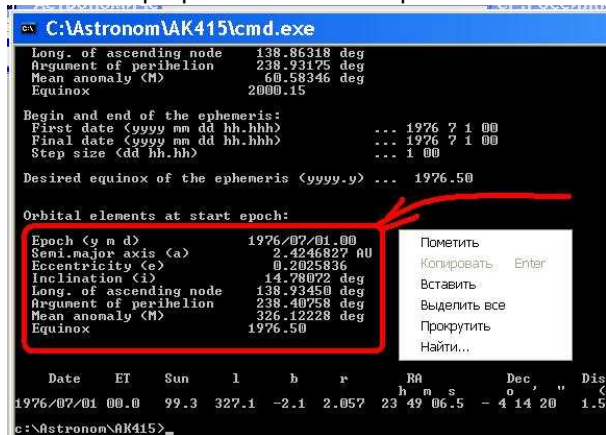 C:\Astronom\AK415\cmd.exe
Long. of ascending node 138.86318 deg
Argument of perihelion 238.93175 deg
Mean anomaly (M) 60.58346 deg
Equinox 2000.15
Begin and end of the ephemeris:
First date (yyyy mm dd hh.hhh) ... 1976 7 1 00
Final date (yyyy mm dd hh.hhh) ... 1976 7 1 00
Step size (dd hh.hh) ... 1 00
Desired equinox of the ephemeris (yyyy.y) ... 1976.50
Orbital elements at start epoch:
Epoch (y m d) 1976/07/01.00
Semi.major axis (a) 2.4246827 AU
Eccentricity (e) 0.2025836
Inclination (i) 14.78072 deg
Long. of ascending node 138.93450 deg
Argument of perihelion 238.40758 deg
Mean anomaly (M) 326.12228 deg
Equinox 1976.50
Пометить
Копировать Enter
Вставить
Выделить все
Прокрутить
Найти...
Date ET Sun l b r RA Dec Dis
h m s o ' " (
1976/07/01 00.0 99.3 327.1 -2.1 2.057 23 49 06.5 - 4 14 20 1.5
c:\Astronom\AK415>_